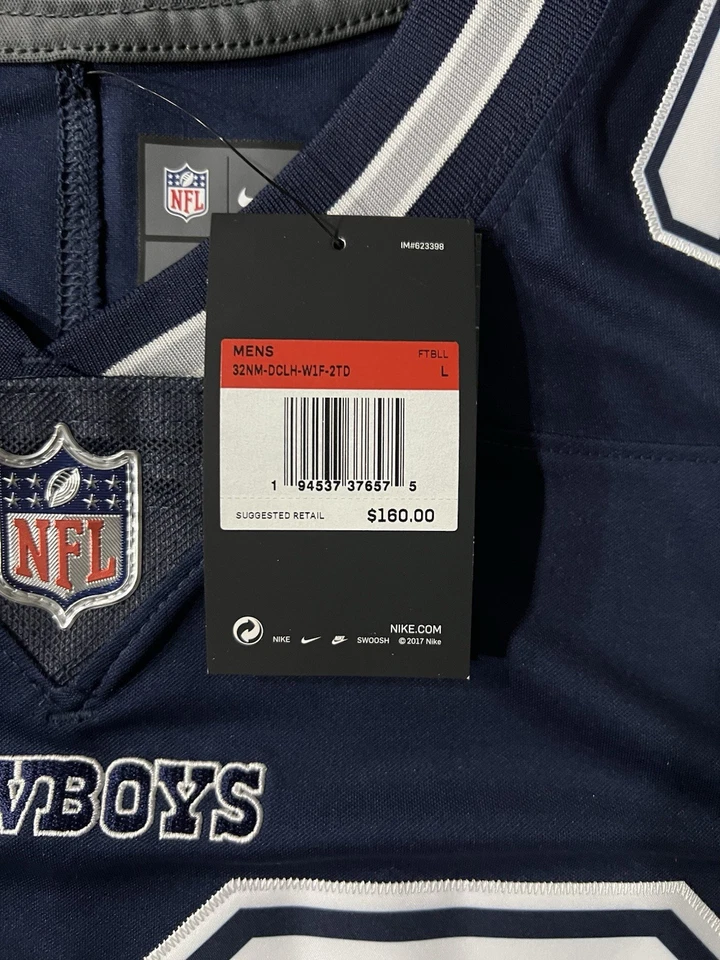 NFL
IM#623398
MENS FTBLL
32NM-DCLH-W1F-2TD L
1 94537 37657 5
SUGGESTED RETAIL $160.00
NFL
NIKE.COM
NIKE SWOOSH © 2017 Nike
WBOYS